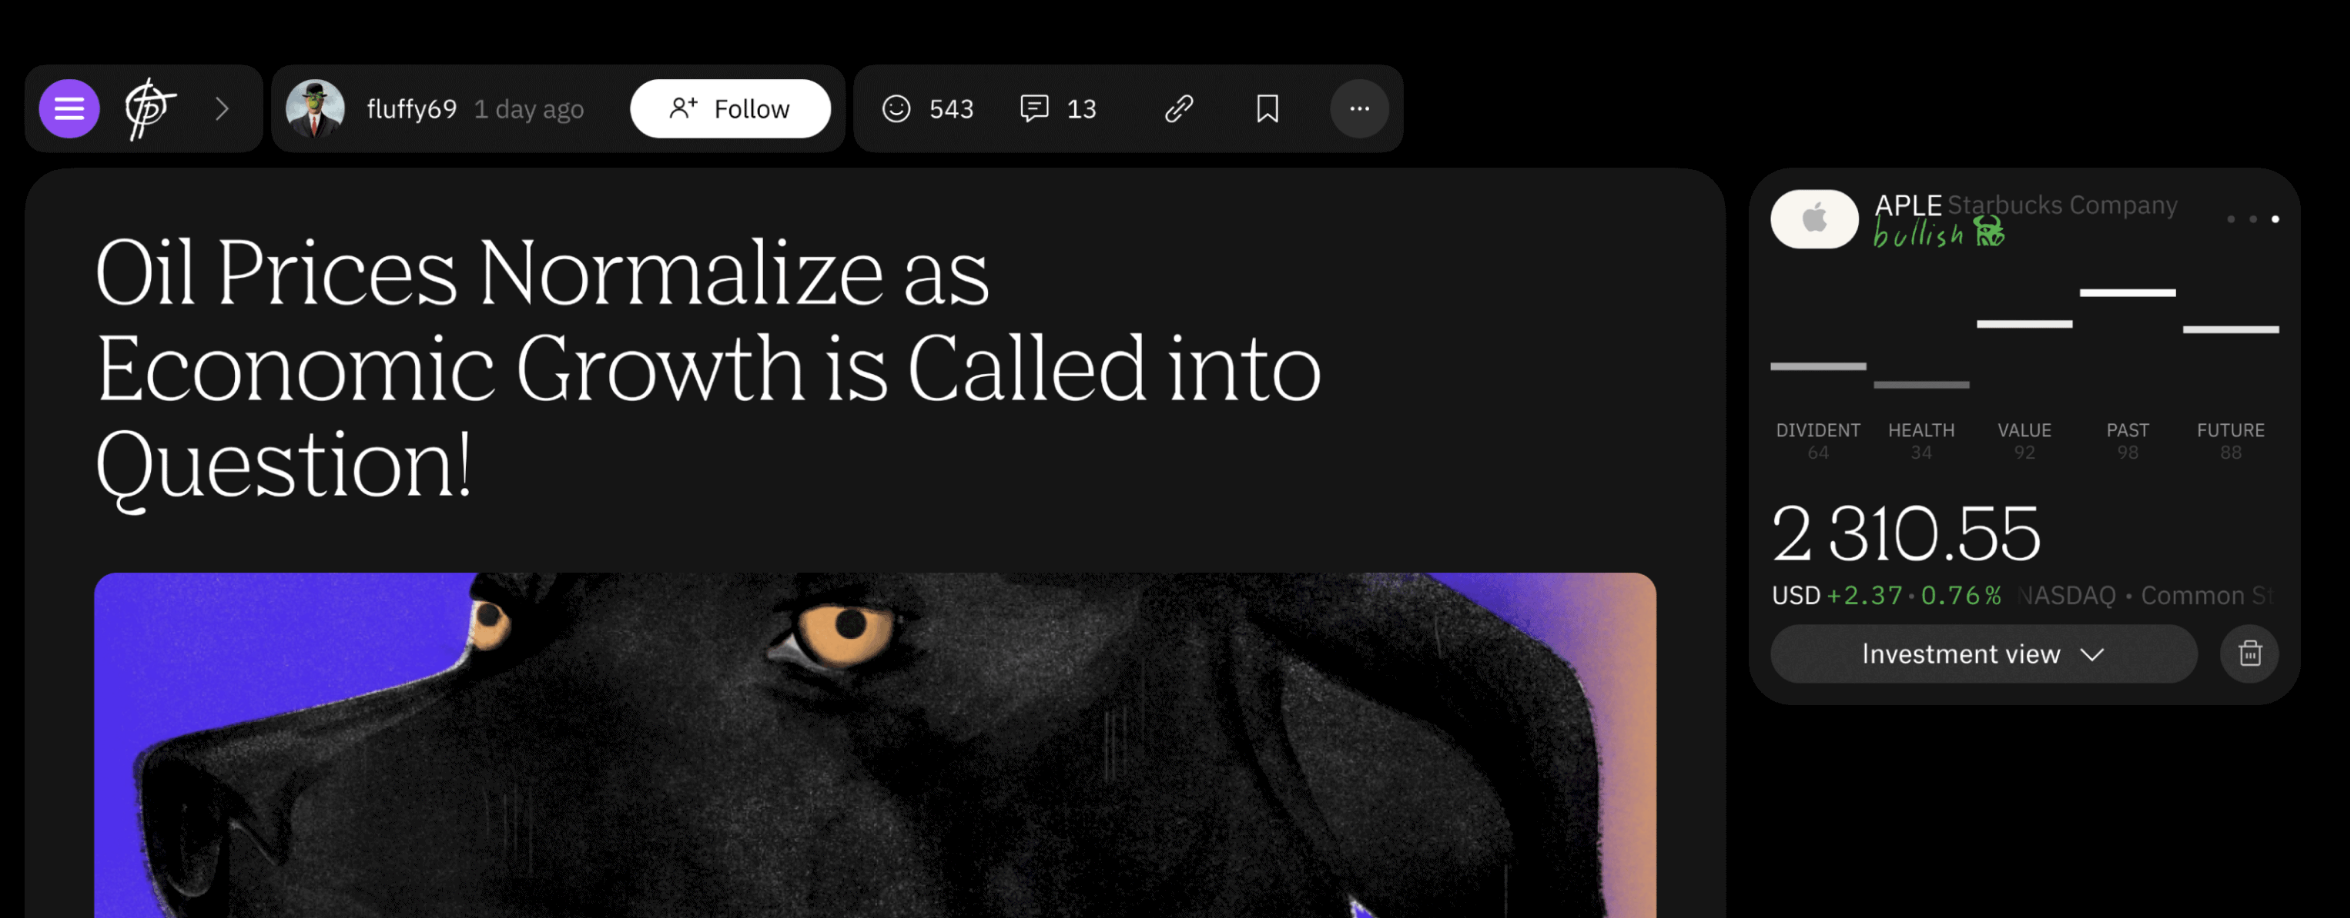 fluffy69 1 day ago Follow 543 13
Oil Prices Normalize as
Economic Growth is Called into
Question!
APLE Starbucks Company
bullish
DIVIDENT HEALTH VALUE PAST FUTURE
64 34 92 98 88
2 310.55
USD +2.37 · 0.76% NASDAQ • Common St
Investment view